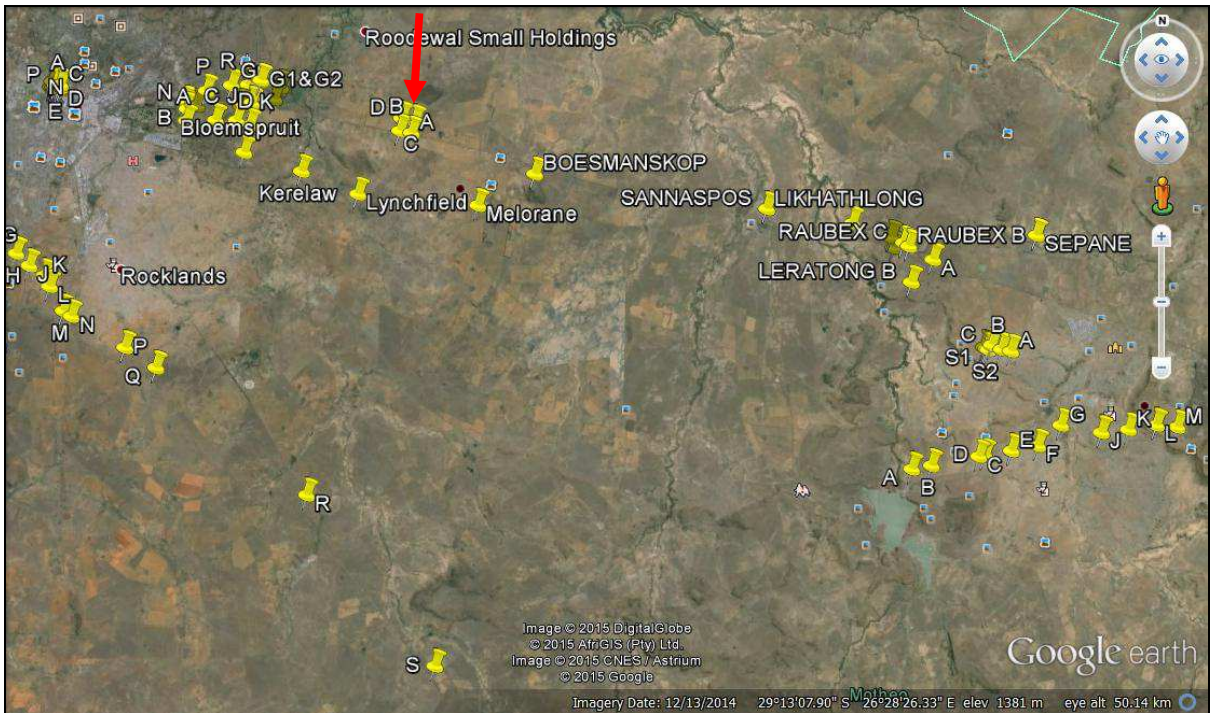 Roodewal Small Holdings
A
P
C
N
D
E
R
P
G
G1&G2
N
A
C
J
D
K
B
Bloemspruit
D
B
A
C
BOESMANSKOP
Kerelaw
Lynchfield
Melorane
SANNASPOS
LIKHATHLONG
RAUBEX C
RAUBEX B
SEPANE
A
LERATONG B
G
H
J
K
L
M
N
Rocklands
P
Q
B
C
A
S1
S2
G
K
M
J
L
E
D
F
C
A
B
R
S
Image © 2015 DigitalGlobe
© 2015 AfriGIS (Pty) Ltd.
Image © 2015 CNES / Astrium
© 2015 Google
Google earth
Motheo
Imagery Date: 12/13/2014 29°13'07.90" S 26°28'26.33" E elev 1381 m eye alt 50.14 km
N
H